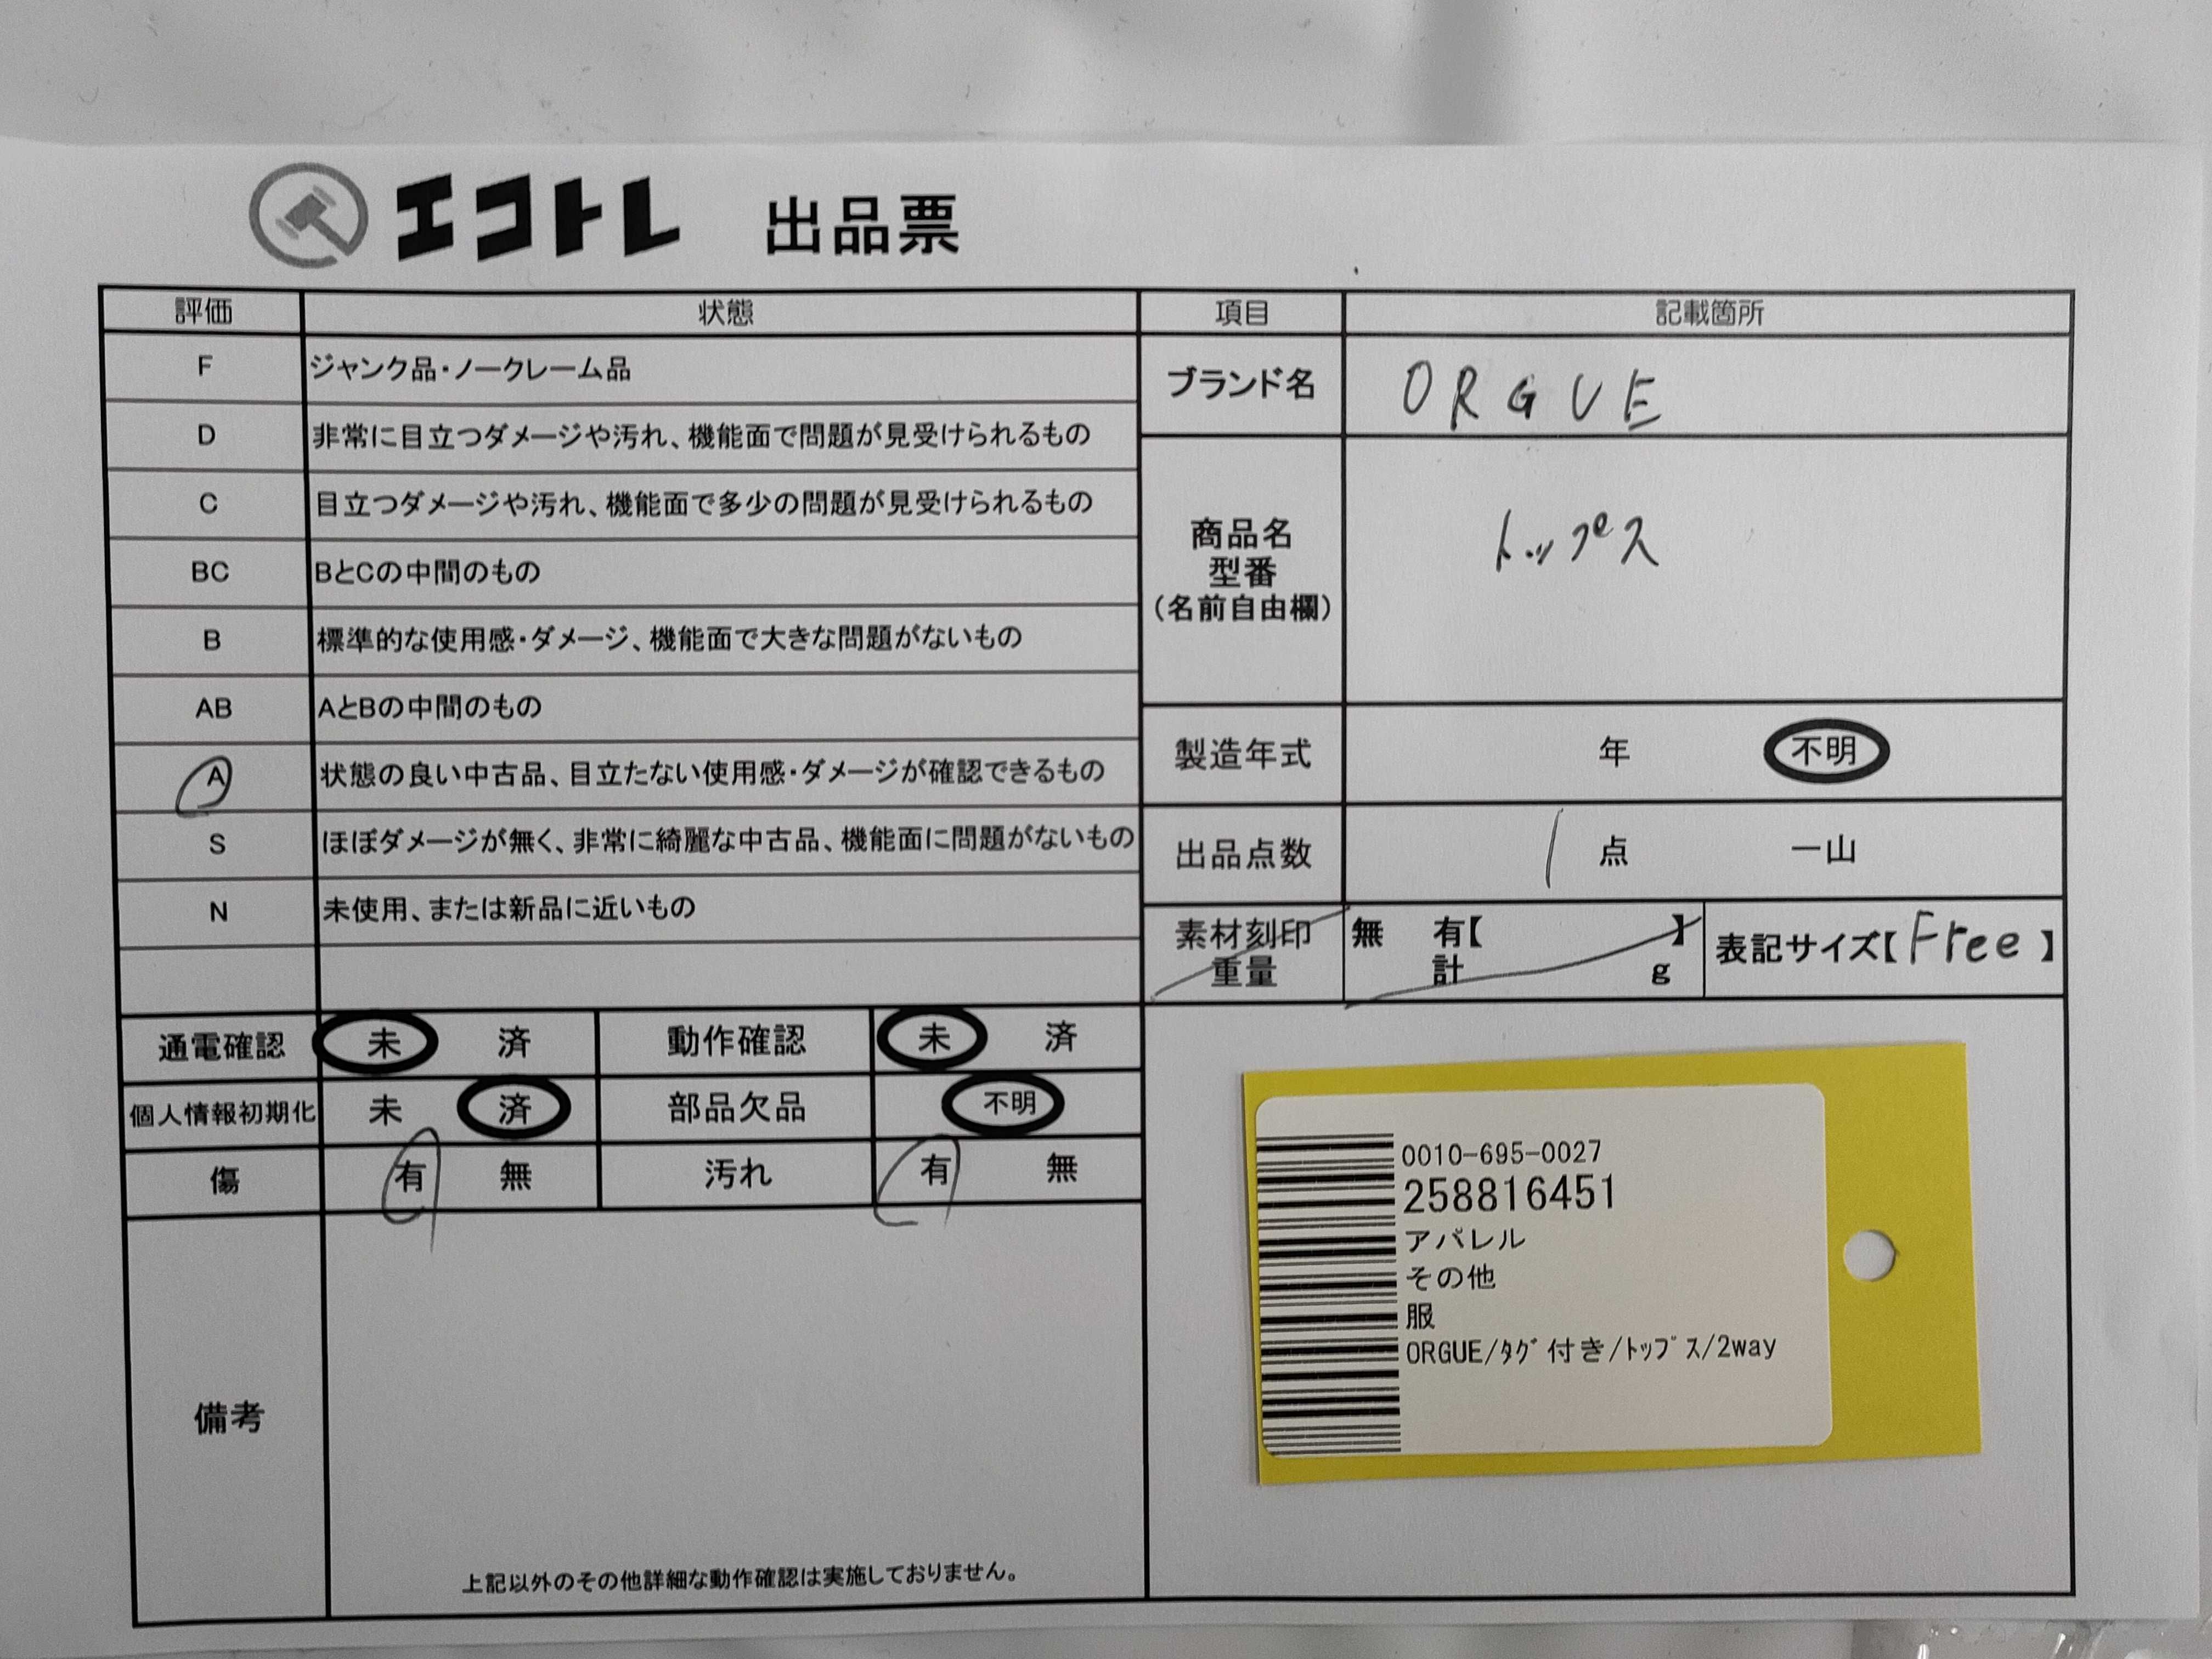 エコトレ 出品票
評価 状態 項目 記載箇所
F ジャンク品・ノークレーム品
D 非常に目立つダメージや汚れ、機能面で問題が見受けられるもの
C 目立つダメージや汚れ、機能面で多少の問題が見受けられるもの
BC BとCの中間のもの
B 標準的な使用感・ダメージ、機能面で大きな問題がないもの
AB AとBの中間のもの
A 状態の良い中古品、目立たない使用感・ダメージが確認できるもの
S ほぼダメージが無く、非常に綺麗な中古品、機能面に問題がないもの
N 未使用、または新品に近いもの
ブランド名 ORGUE
商品名
型番
(名前自由欄)
トップス
製造年式 年 不明
出品点数 1 点 一山
素材刻印 無 有【 】
重量 計 g
表記サイズ【Free】
通電確認 未 済 動作確認 未 済
個人情報初期化 未 済 部品欠品 不明
傷 有 無 汚れ 有 無
備考
上記以外のその他詳細な動作確認は実施しておりません。
0010-695-0027
258816451
アパレル
その他
服
ORGUE/ﾀｸﾞ付き/ﾄｯﾌﾟｽ/2way